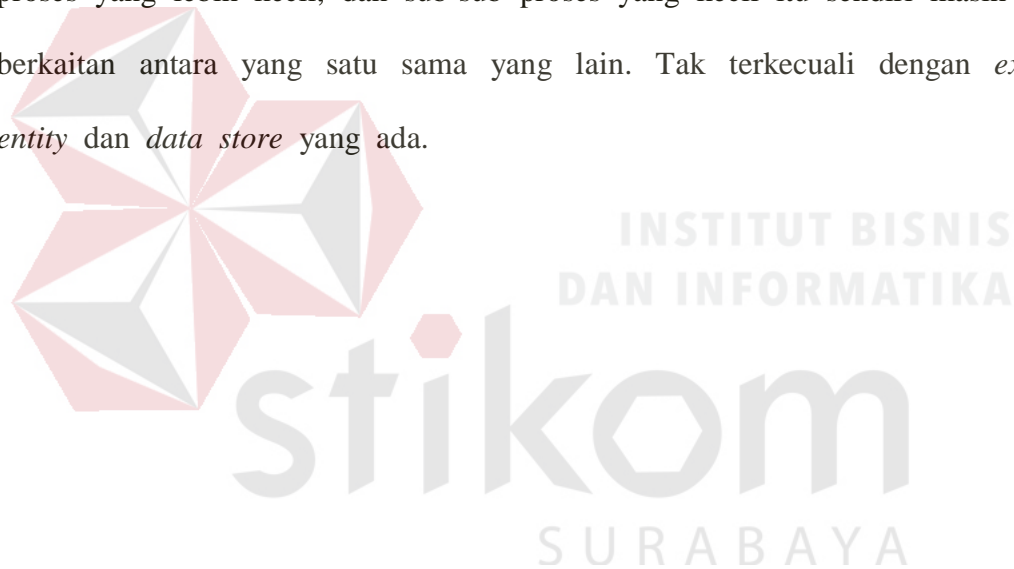 proses yang lebih kecil, dan sub-sub proses yang kecil itu sendiri masih
berkaitan antara yang satu sama yang lain. Tak terkecuali dengan ex
entity dan data store yang ada.
INSTITUT BISNIS
DAN INFORMATIKA
stikom
SURABAYA